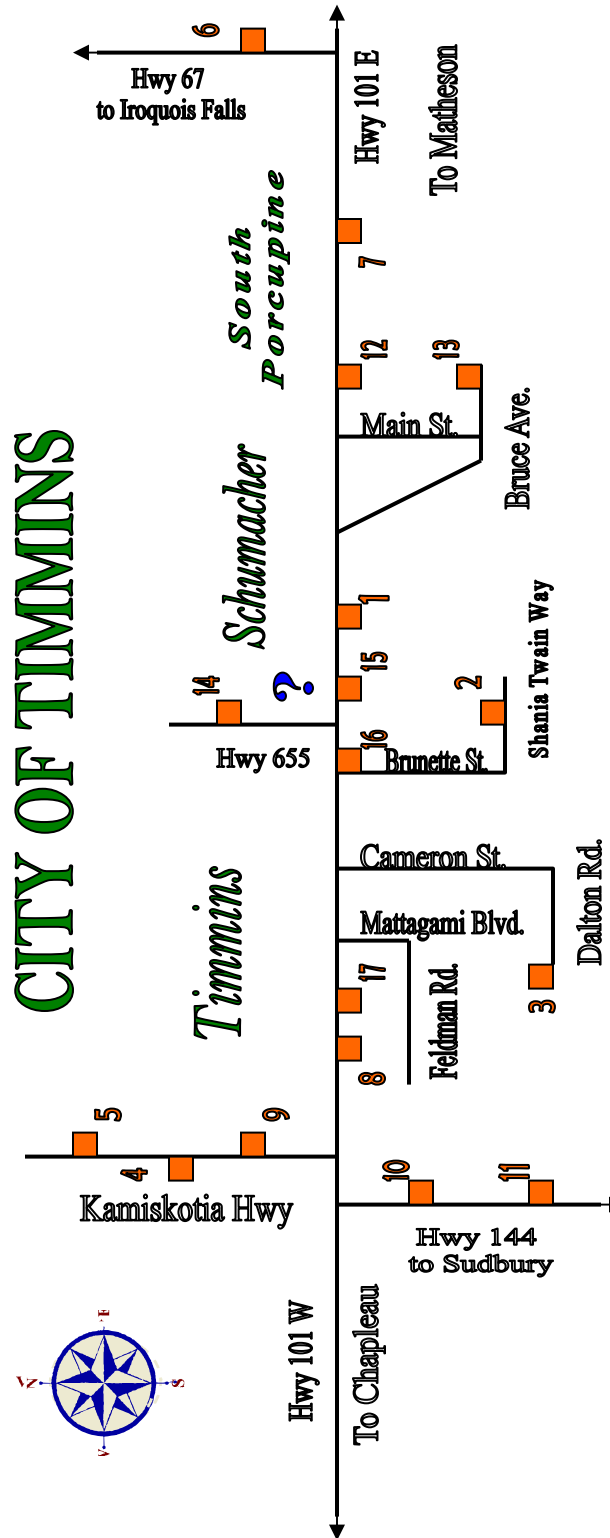 CITY OF TIMMINS
6
Hwy 67
to Iroquois Falls
Hwy 101 E
To Matheson
South
Porcupine
7
12
13
Main St.
Bruce Ave.
Schumacher
1
15
?
14
2
Shania Twain Way
16
Hwy 655
Brunette St.
Timmins
Cameron St.
Mattagami Blvd.
Dalton Rd.
17
Feldman Rd.
3
8
5
9
4
10
11
Kamiskotia Hwy
Hwy 144
to Sudbury
Hwy 101 W
To Chapleau
N
E
S
W